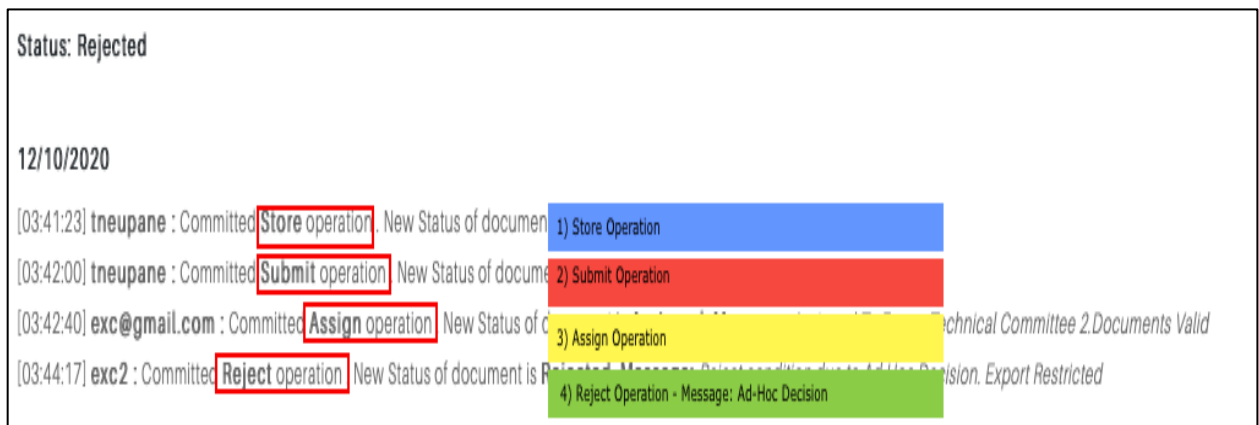 Status: Rejected
12/10/2020
[03:41:23] tneupane : Committed Store operation . New Status of documen
1) Store Operation
[03:42:00] tneupane : Committed Submit operation New Status of docume
2) Submit Operation
[03:42:40] exc@gmail.com : Committed Assign operation New Status of
Technical Committee 2.Documents Valid
3) Assign Operation
[03:44:17] exc2 : Committed Reject operation New Status of document is
Export Restricted
4) Reject Operation - Message: Ad-Hoc Decision